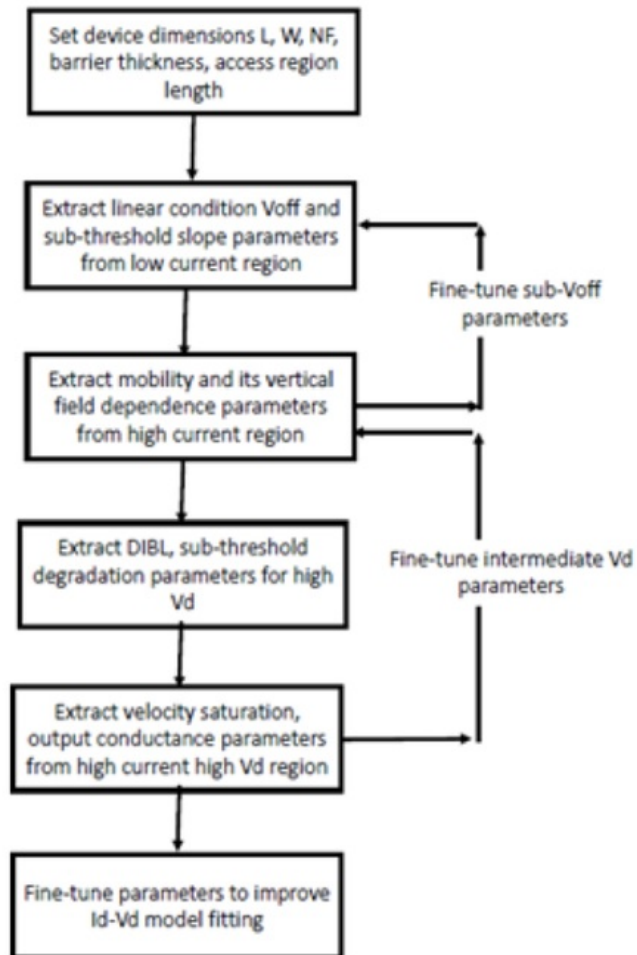 Set device dimensions L, W, NF,
barrier thickness, access region
length
Extract linear condition Voff and
sub-threshold slope parameters
from low current region
Fine-tune sub-Voff
parameters
Extract mobility and its vertical
field dependence parameters
from high current region
Extract DIBL, sub-threshold
degradation parameters for high
Vd
Fine-tune intermediate Vd
parameters
Extract velocity saturation,
output conductance parameters
from high current high Vd region
Fine-tune parameters to improve
Id-Vd model fitting